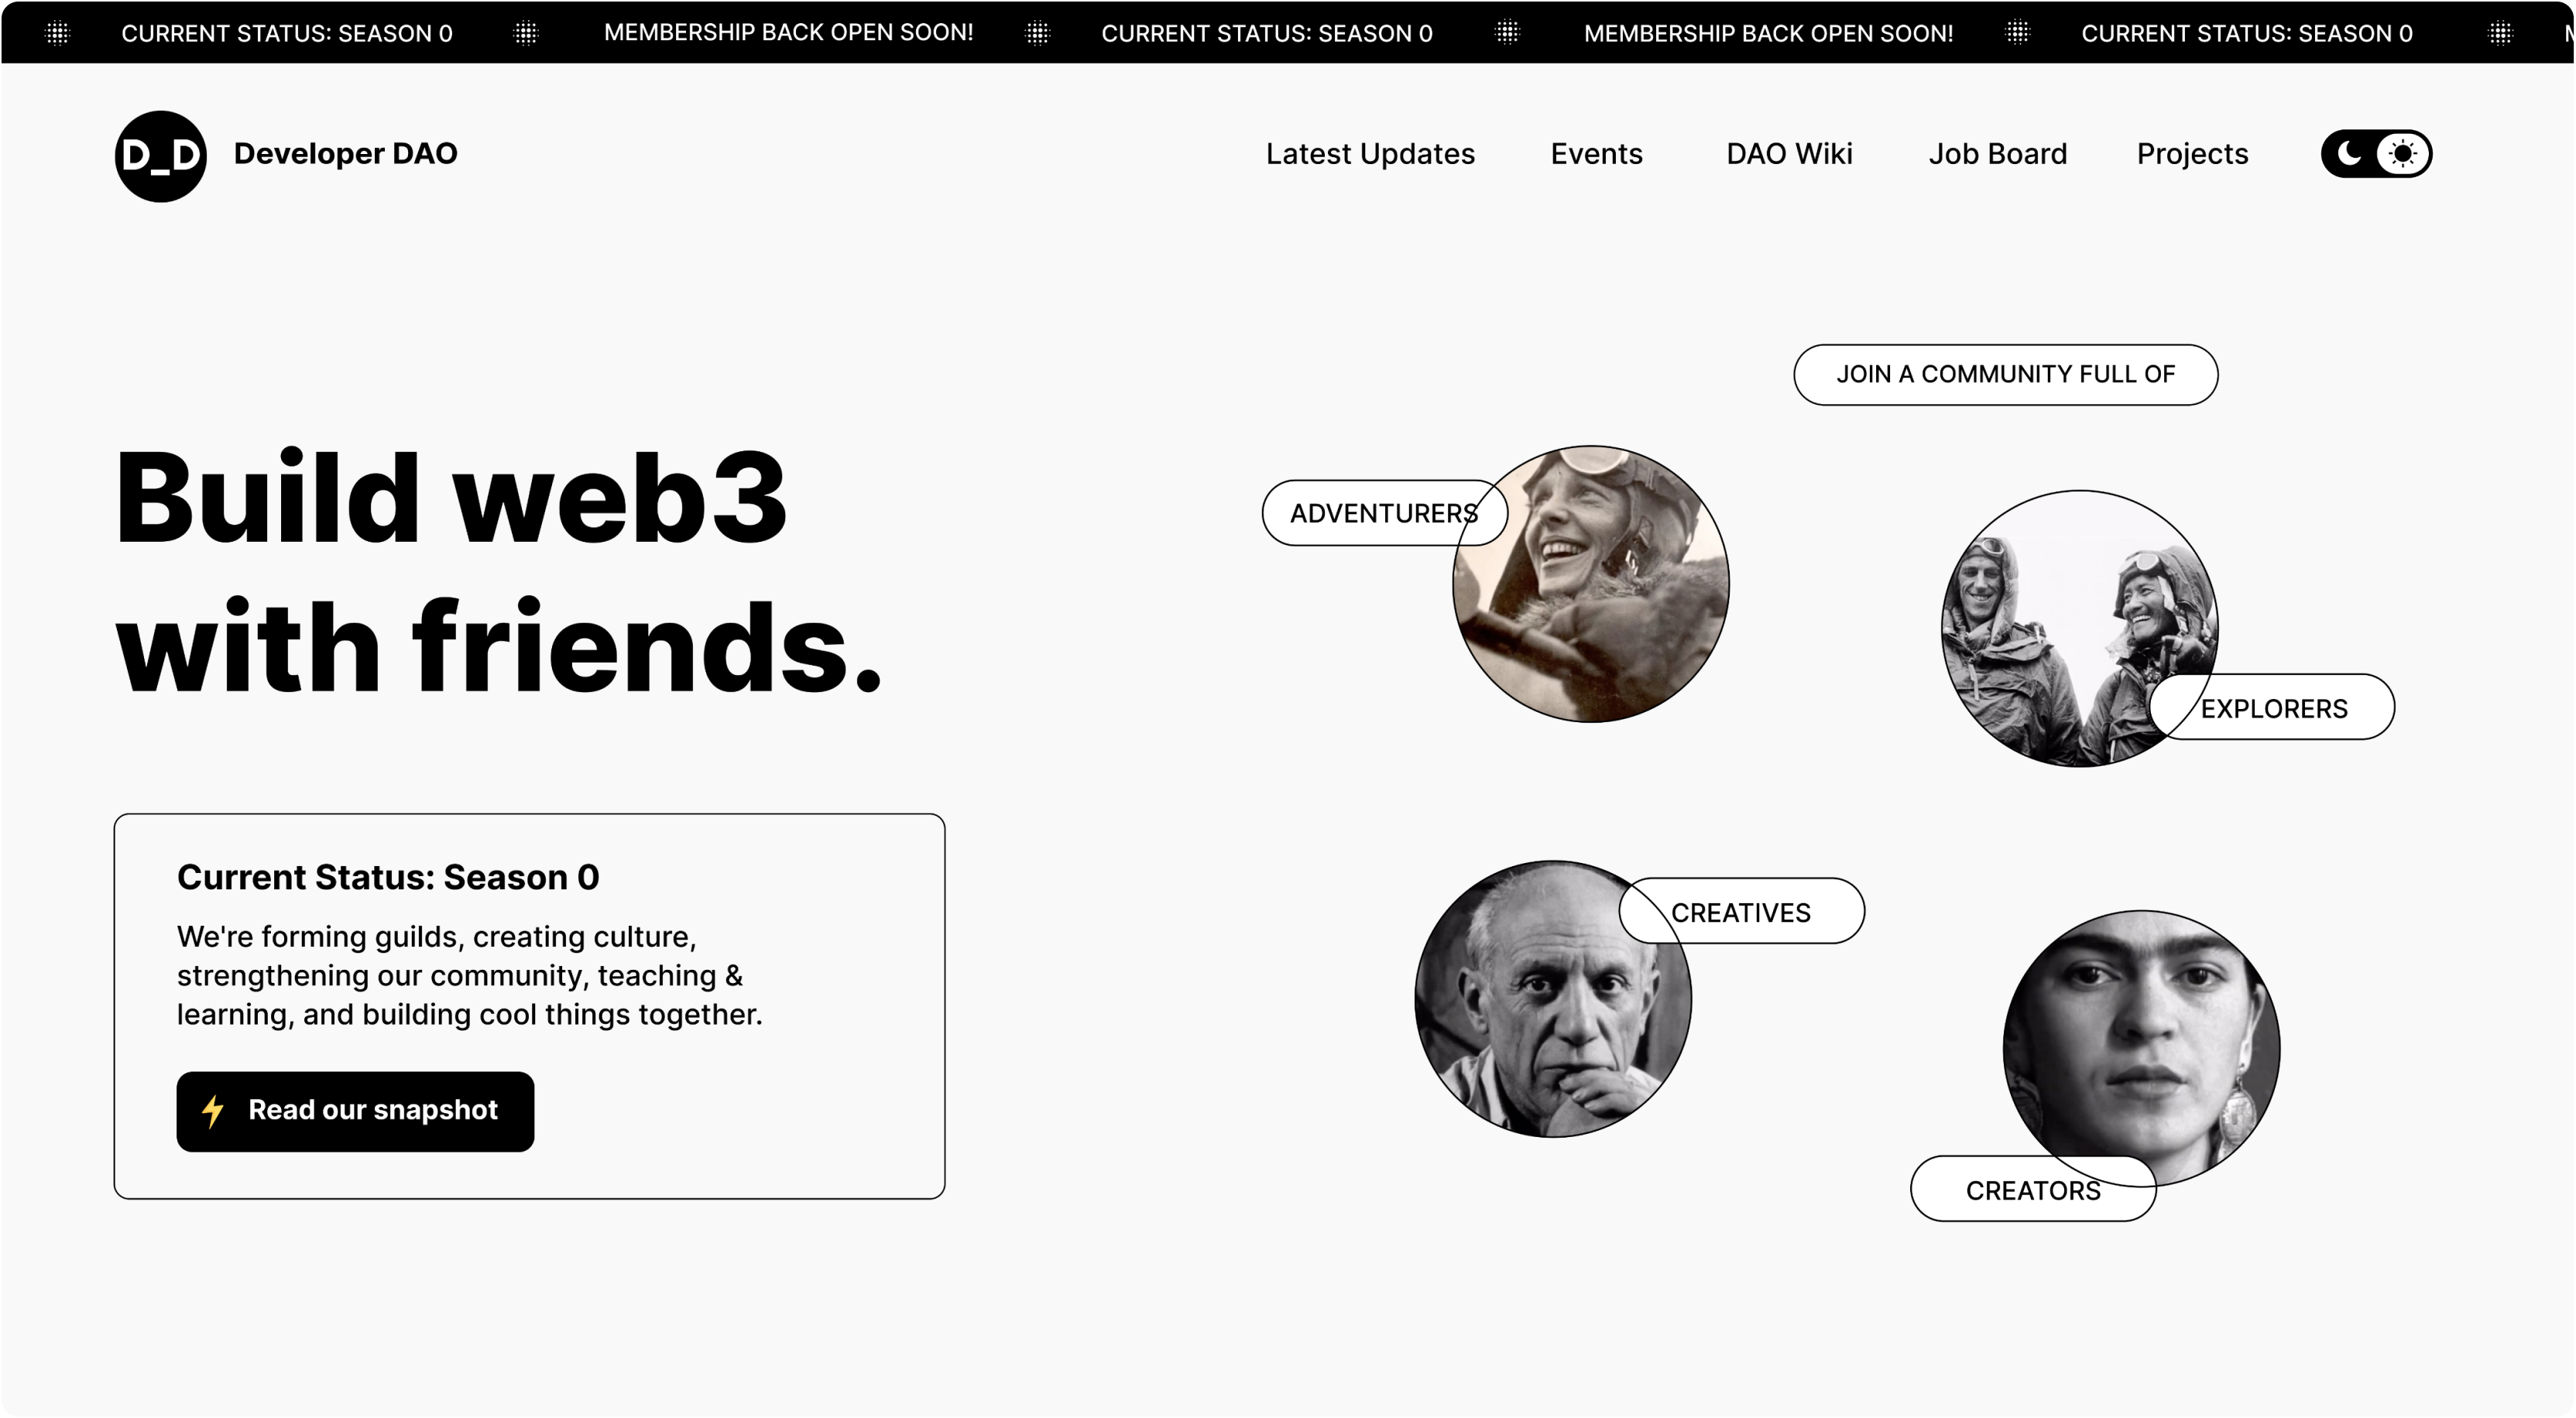 CURRENT STATUS: SEASON 0
MEMBERSHIP BACK OPEN SOON!
CURRENT STATUS: SEASON 0
MEMBERSHIP BACK OPEN SOON!
CURRENT STATUS: SEASON 0
D_D
Developer DAO
Latest Updates
Events
DAO Wiki
Job Board
Projects
JOIN A COMMUNITY FULL OF
Build web3
with friends.
ADVENTURERS
EXPLORERS
Current Status: Season 0
We're forming guilds, creating culture,
strengthening our community, teaching &
learning, and building cool things together.
Read our snapshot
CREATIVES
CREATORS